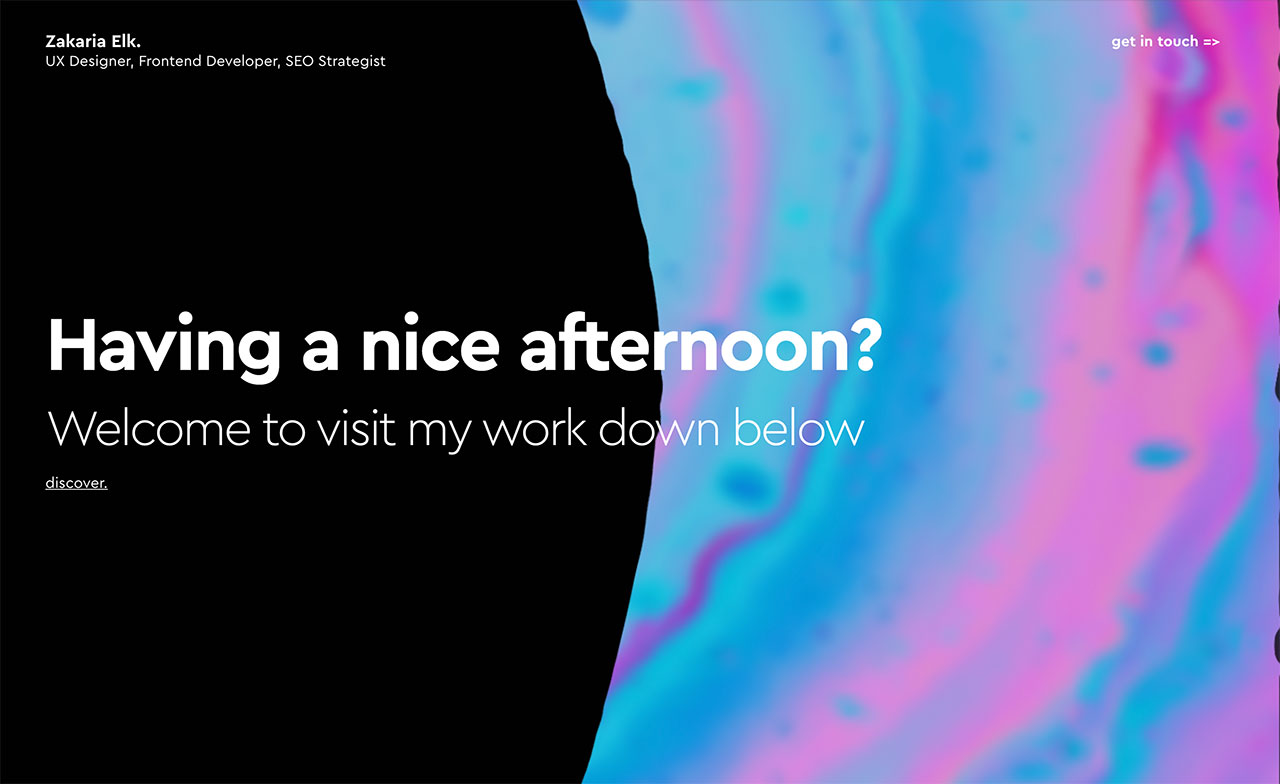 Zakaria Elk.
UX Designer, Frontend Developer, SEO Strategist
get in touch =>
Having a nice afternoon?
Welcome to visit my work down below
discover.